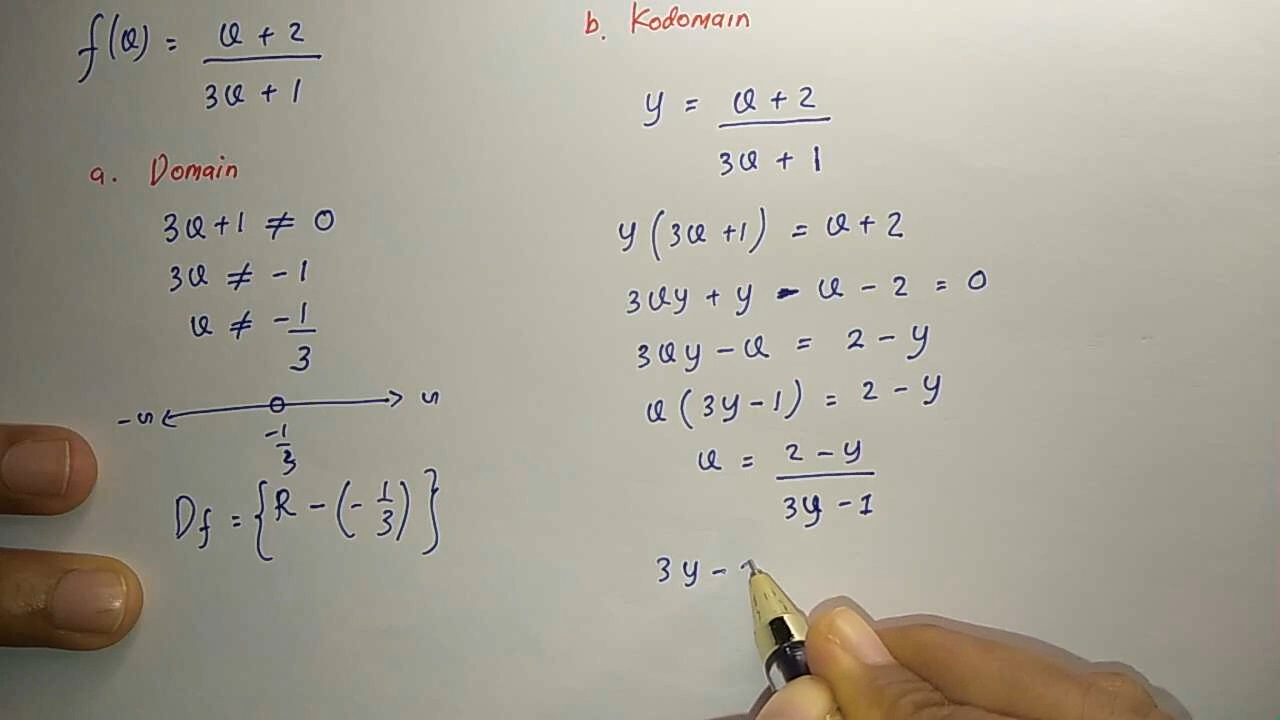 f(x) = x + 2 / 3x + 1
a. Domain
3x + 1 ≠ 0
3x ≠ - 1
x ≠ - 1 / 3
-∞ ∞
-1 / 3
Df = {R - (- 1 / 3)}
b. Kodomain
y = x + 2 / 3x + 1
y (3x + 1) = x + 2
3xy + y - x - 2 = 0
3xy - x = 2 - y
x (3y - 1) = 2 - y
x = 2 - y / 3y - 1
3y -